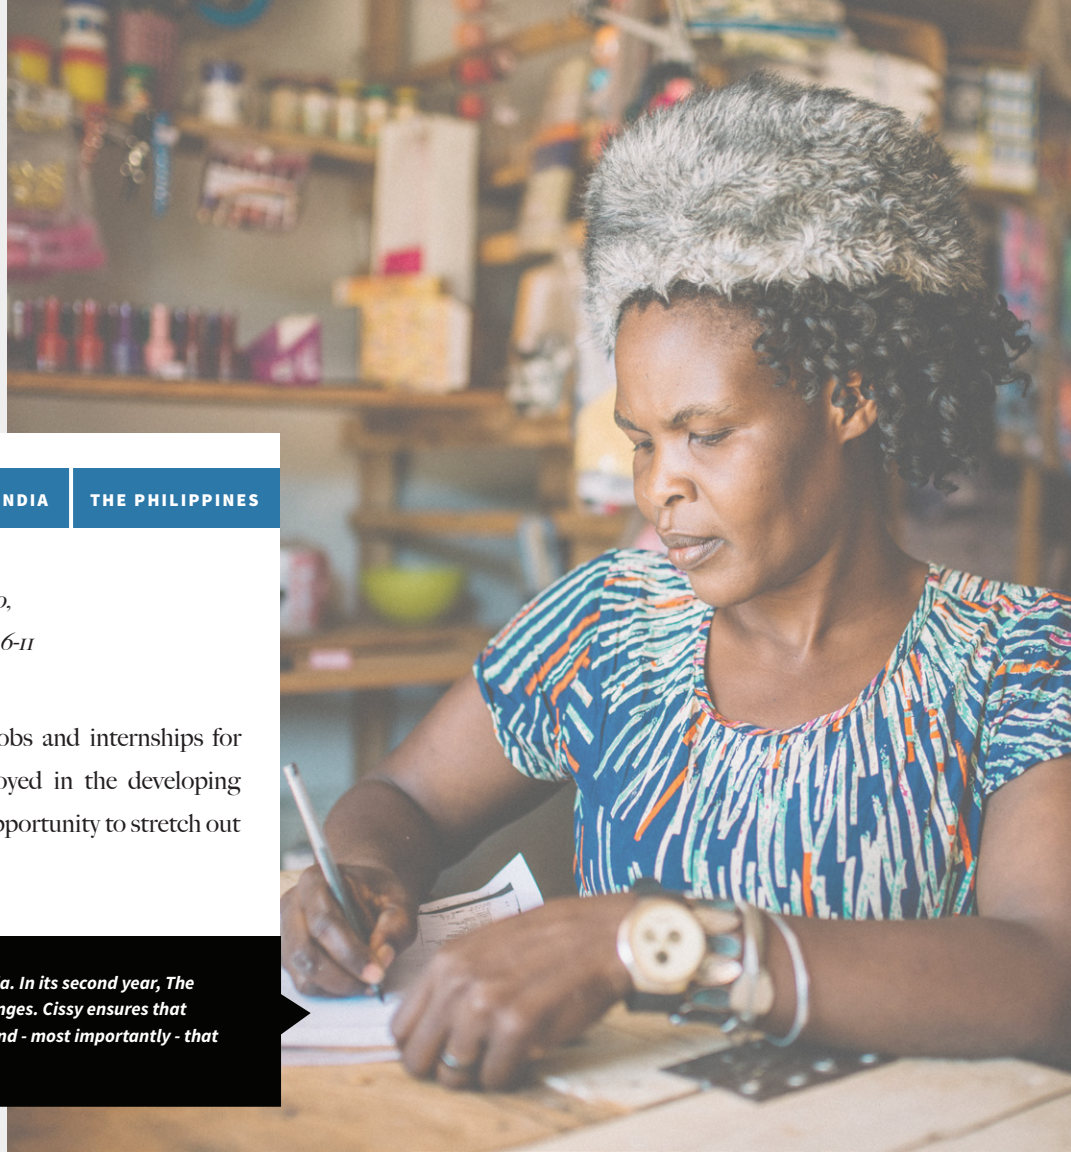 NDIA
THE PHILIPPINES
o,
6-11
obs and internships for
oyed in the developing
pportunity to stretch out
a. In its second year, The
nges. Cissy ensures that
nd - most importantly - that